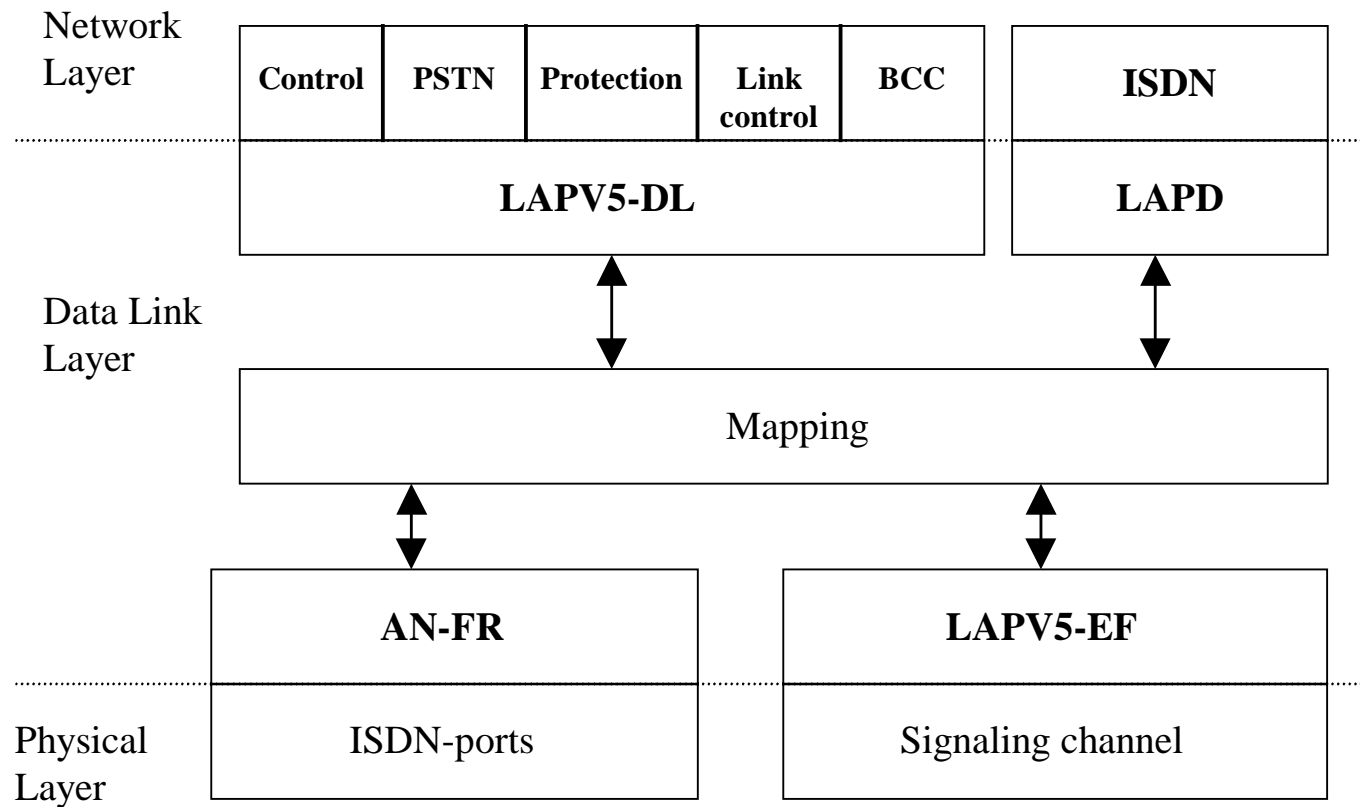 Network
Layer
Control
PSTN
Protection
Link
control
BCC
ISDN
LAPV5-DL
LAPD
Data Link
Layer
Mapping
AN-FR
LAPV5-EF
Physical
Layer
ISDN-ports
Signaling channel